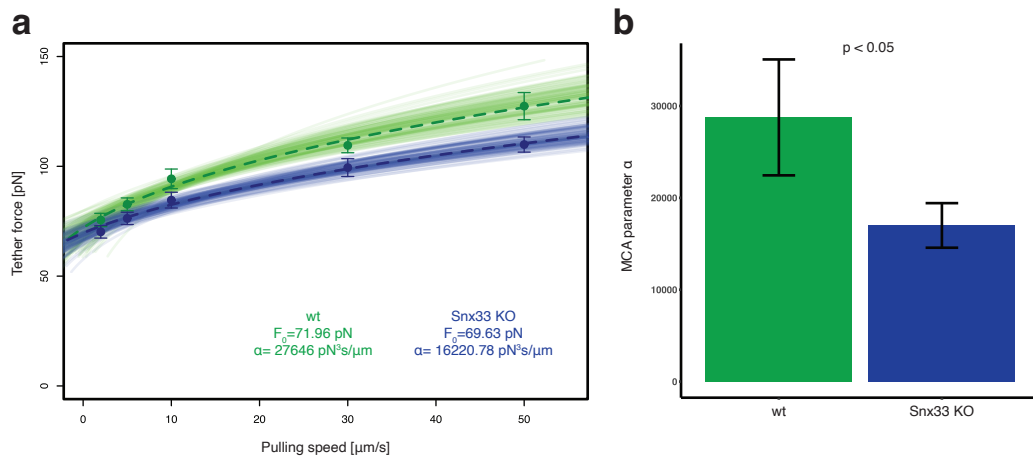 a
150
100
50
0
Tether force [pN]
wt
F₀=71.96 pN
α= 27646 pN³s/μm
Snx33 KO
F₀=69.63 pN
α= 16220.78 pN³s/μm
0 10 20 30 40 50
Pulling speed [μm/s]
b
p < 0.05
30000
20000
10000
0
MCA parameter α
wt Snx33 KO